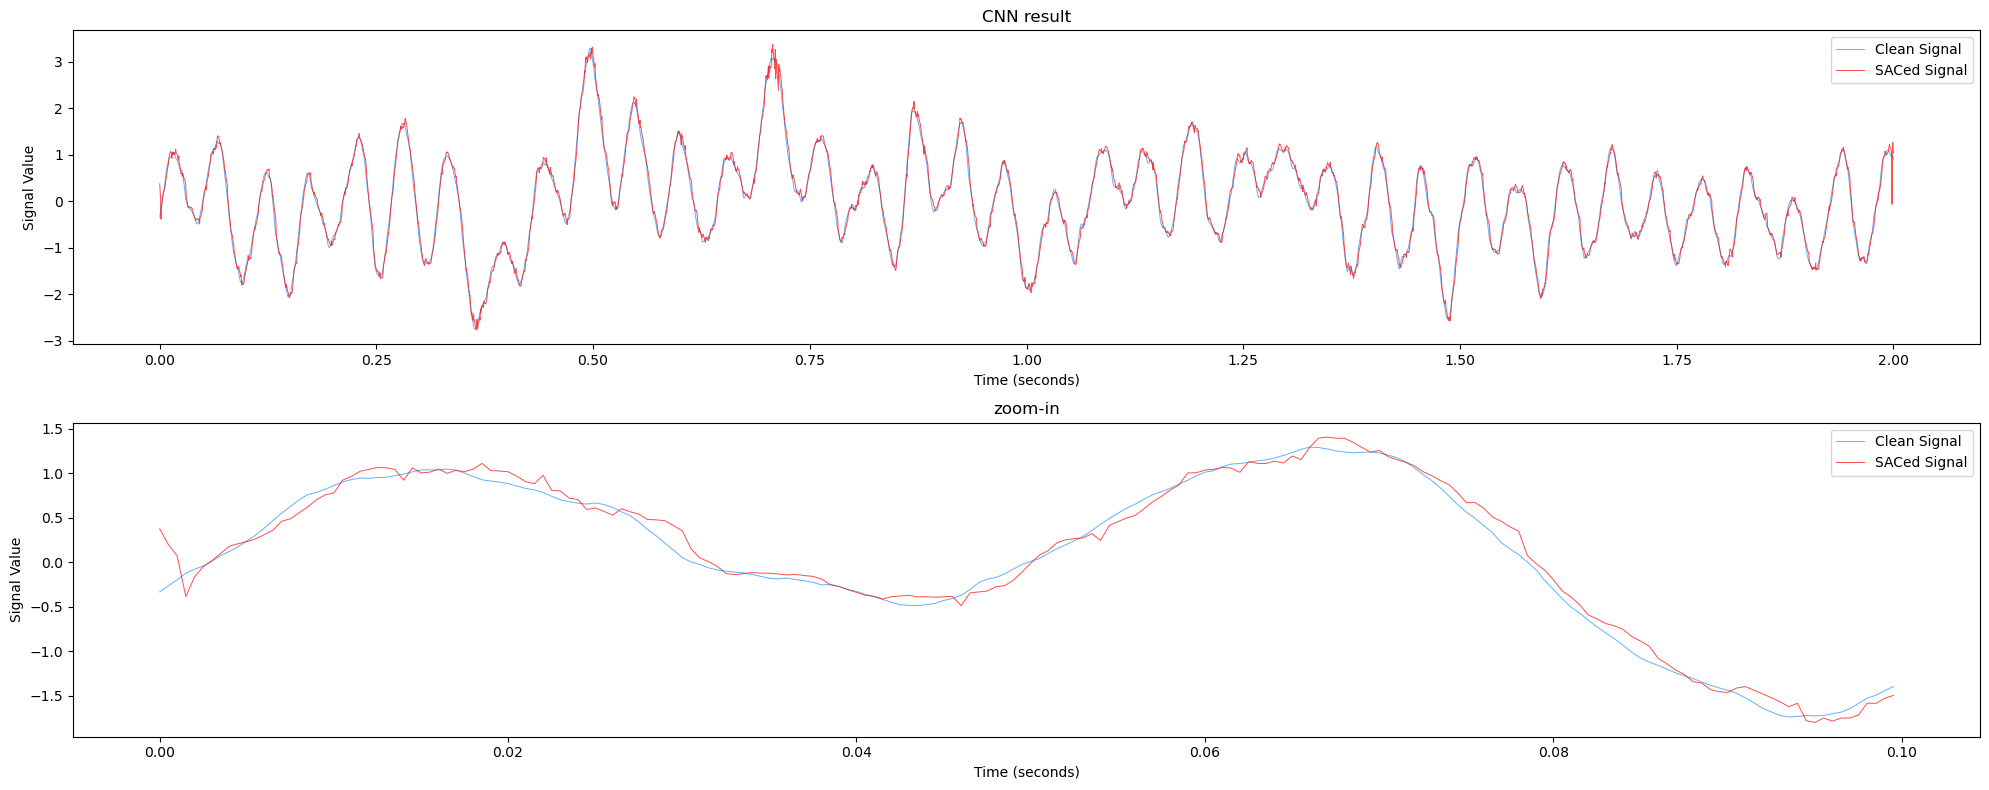 CNN result
Clean Signal
SACed Signal
Signal Value
3
2
1
0
−1
−2
−3
0.00 0.25 0.50 0.75 1.00 1.25 1.50 1.75 2.00
Time (seconds)
zoom-in
Clean Signal
SACed Signal
Signal Value
1.5
1.0
0.5
0.0
−0.5
−1.0
−1.5
0.00 0.02 0.04 0.06 0.08 0.10
Time (seconds)